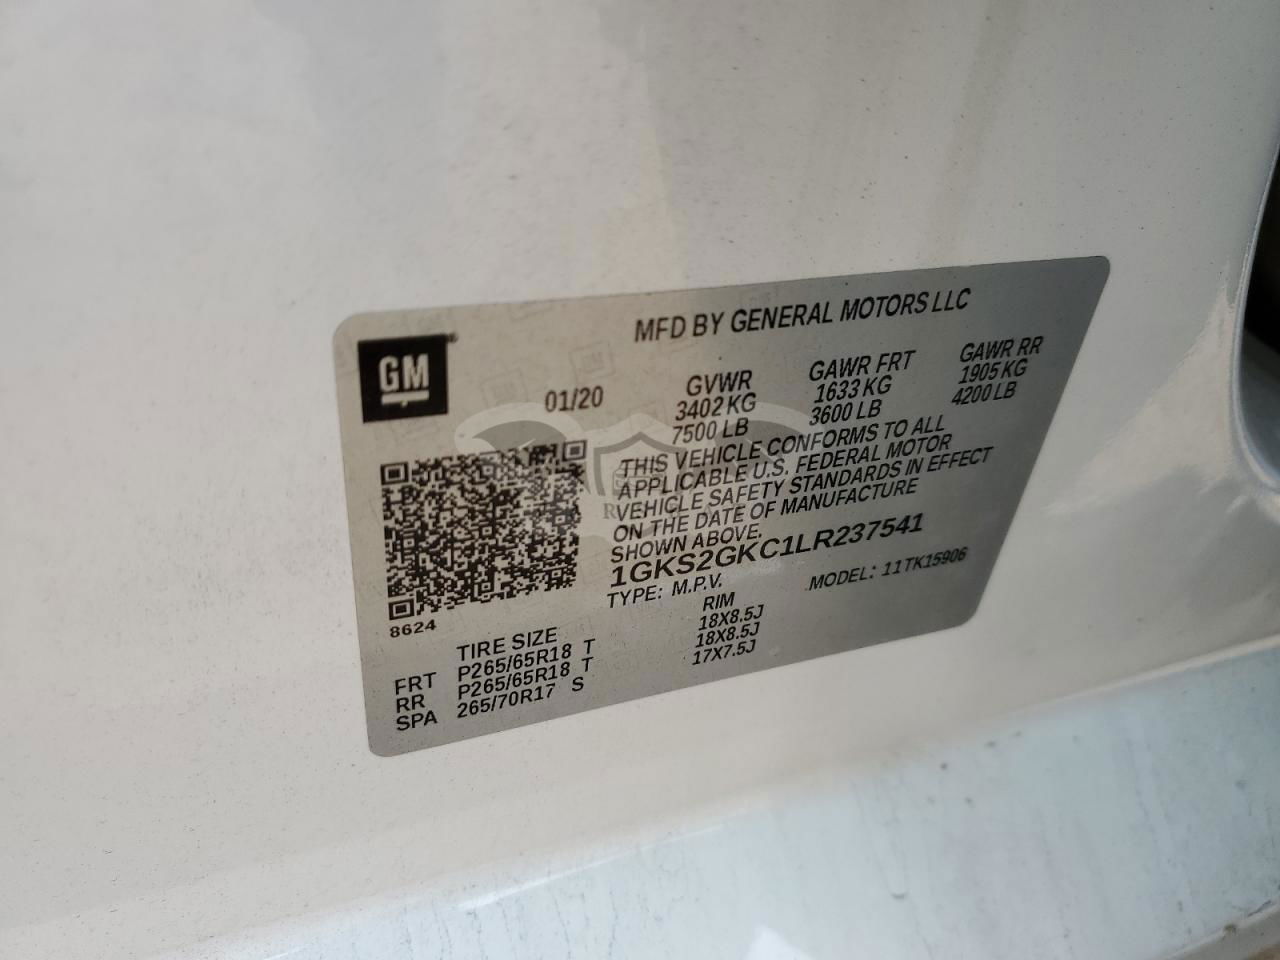 GM
MFD BY GENERAL MOTORS LLC
01/20
GVWR
3402 KG
7500 LB
GAWR FRT
1633 KG
3600 LB
GAWR RR
1905 KG
4200 LB
THIS VEHICLE CONFORMS TO ALL
APPLICABLE U.S. FEDERAL MOTOR
VEHICLE SAFETY STANDARDS IN EFFECT
ON THE DATE OF MANUFACTURE
SHOWN ABOVE.
1GKS2GKC1LR237541
TYPE: M.P.V.
MODEL: 11TK15906
8624
TIRE SIZE RIM
FRT P265/65R18 T 18X8.5J
RR P265/65R18 T 18X8.5J
SPA 265/70R17 S 17X7.5J